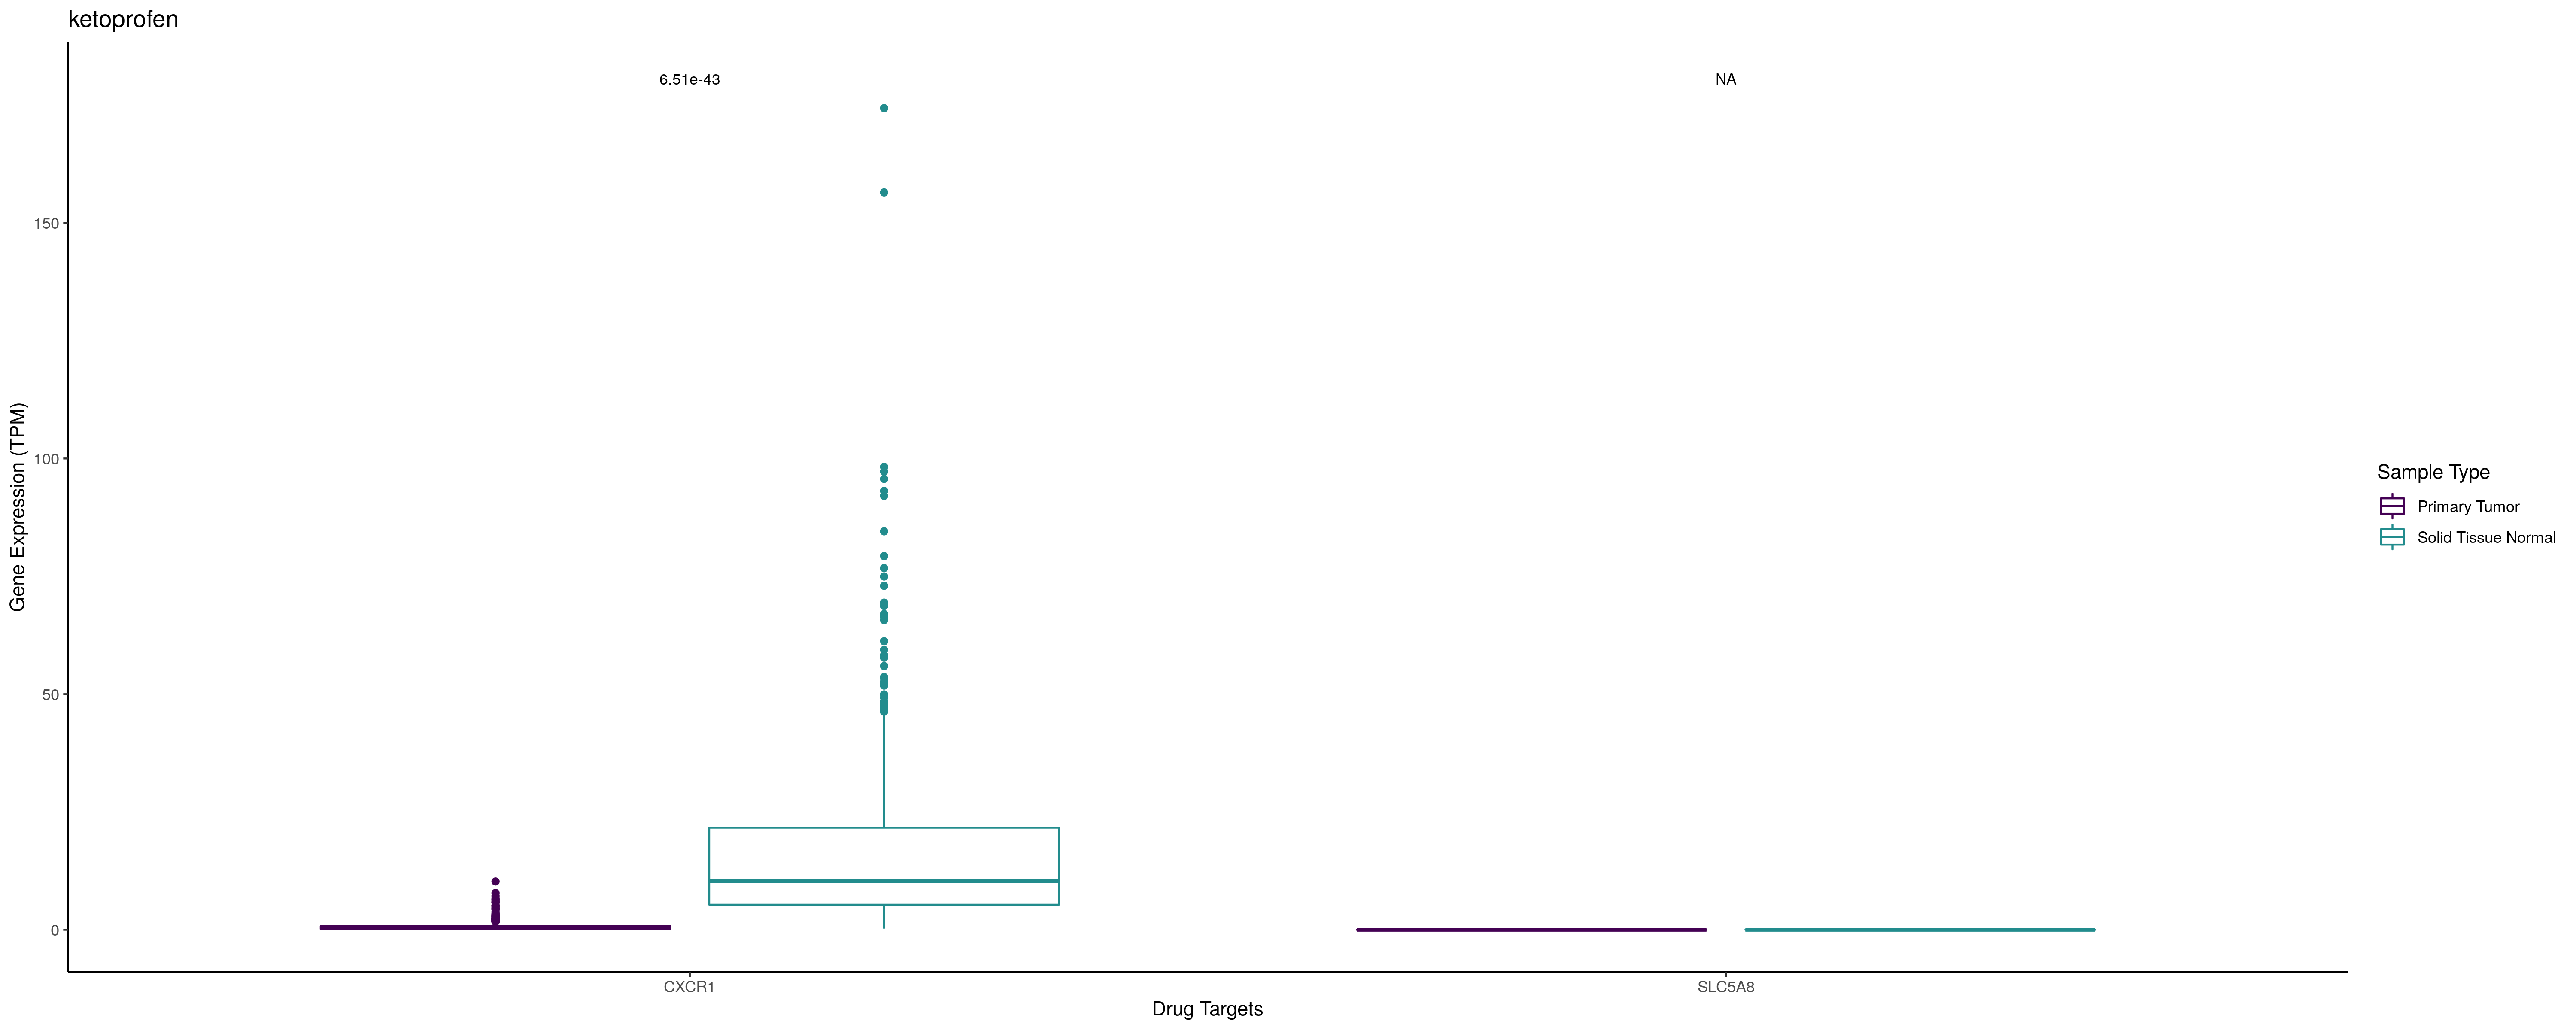 ketoprofen
6.51e-43
NA
150
100
50
0
Gene Expression (TPM)
CXCR1
SLC5A8
Drug Targets
Sample Type
Primary Tumor
Solid Tissue Normal